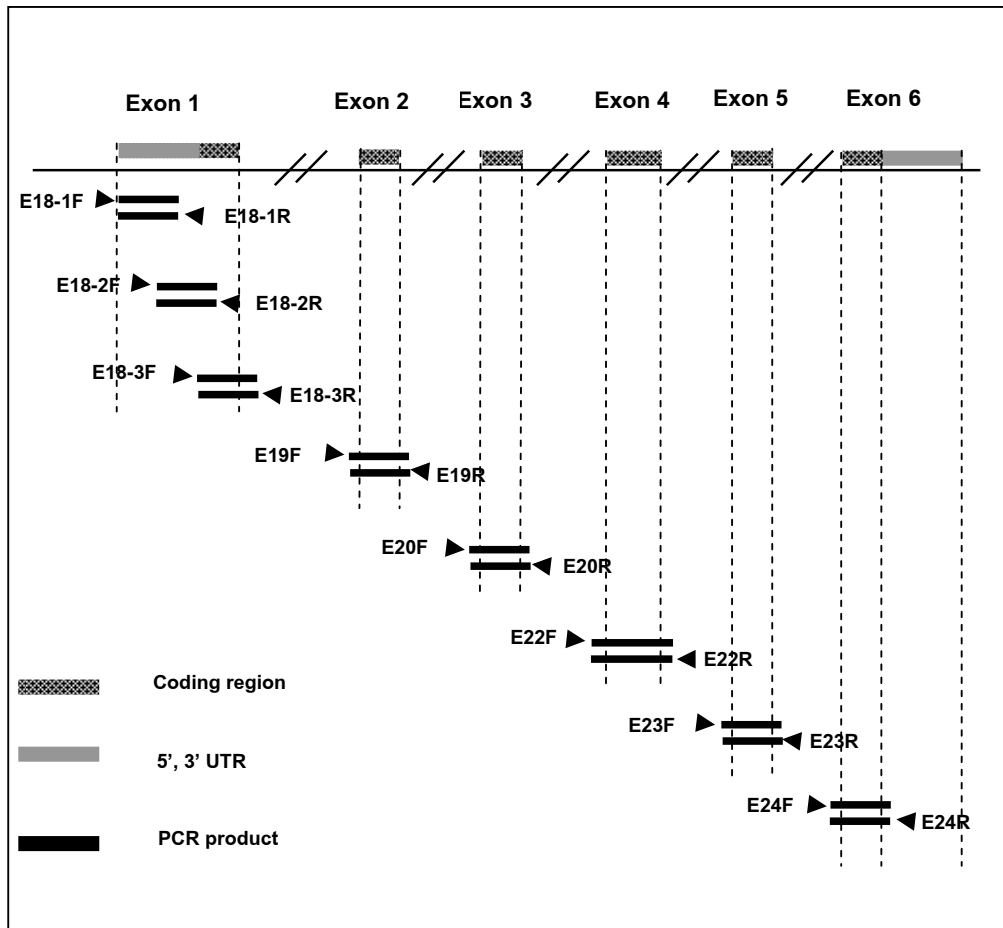 Exon 1
Exon 2
Exon 3
Exon 4
Exon 5
Exon 6
E18-1F
E18-1R
E18-2F
E18-2R
E18-3F
E18-3R
E19F
E19R
E20F
E20R
E22F
E22R
E23F
E23R
E24F
E24R
Coding region
5’, 3’ UTR
PCR product